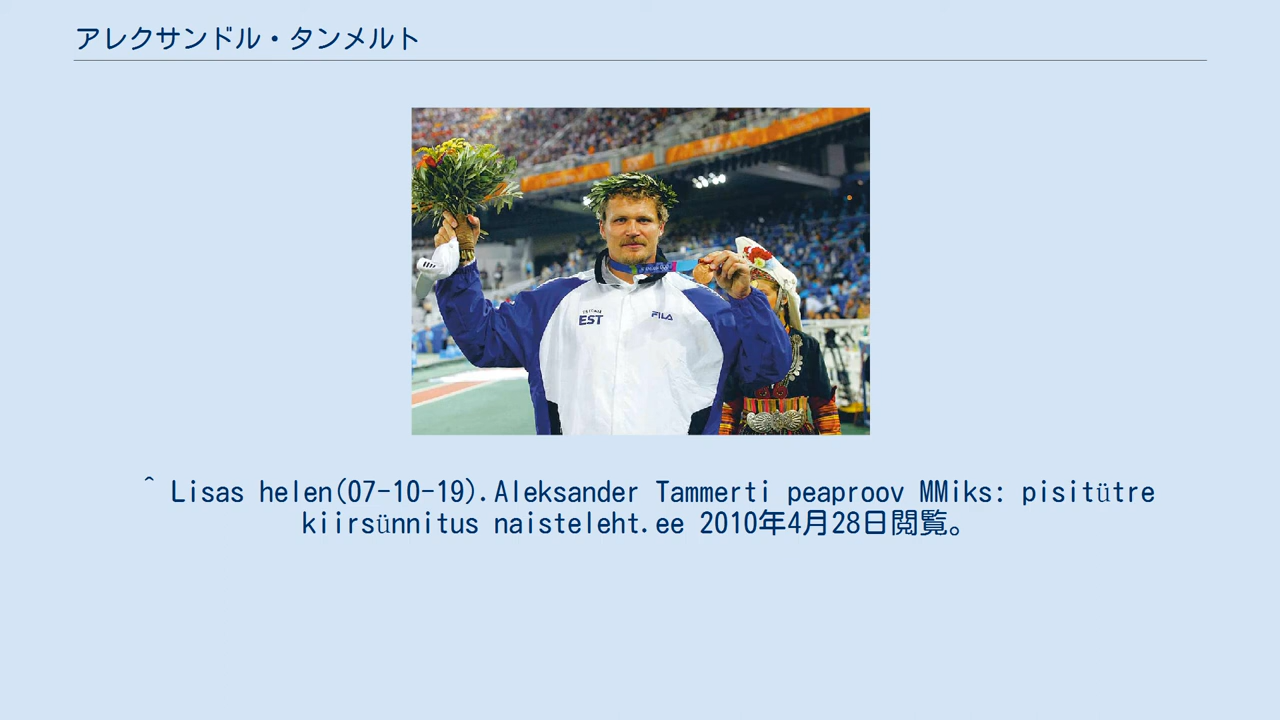 アレクサンドル・タンメルト
EST
FILA
^ Lisas helen(07-10-19).Aleksander Tammerti peaproov MMiks: pisitütre
kiirsünnitus naisteleht.ee 2010年4月28日閲覧。